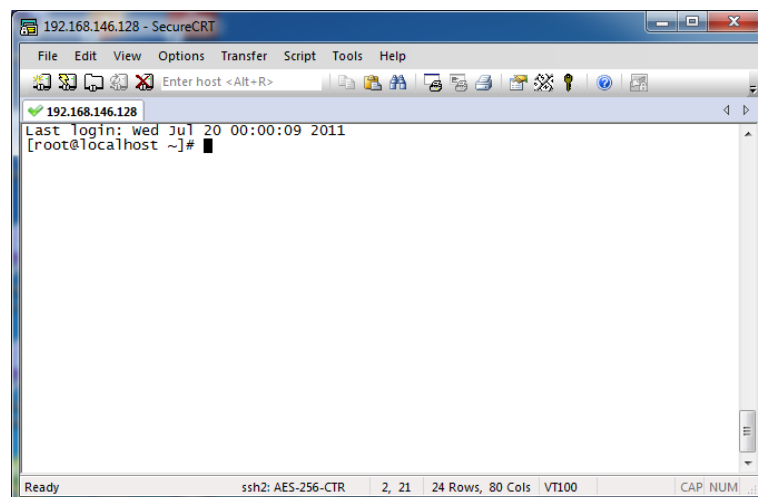 192.168.146.128 - SecureCRT
File Edit View Options Transfer Script Tools Help
Enter host <Alt+R>
192.168.146.128
Last login: Wed Jul 20 00:00:09 2011
[root@localhost ~]#
Ready ssh2: AES-256-CTR 2, 21 24 Rows, 80 Cols VT100 CAP NUM